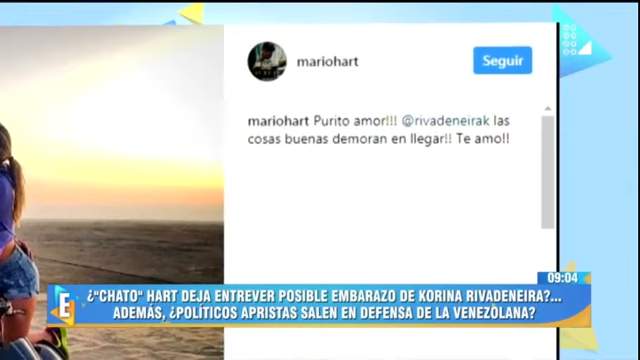 mariohart
Seguir
mariohart Purito amor!!! @rivadeneirak las
cosas buenas demoran en llegar!! Te amo!!
09:04
E
¿"CHATO" HART DEJA ENTREVER POSIBLE EMBARAZO DE KORINA RIVADENEIRA?...
ADEMÁS, ¿POLÍTICOS APRISTAS SALEN EN DEFENSA DE LA VENEZOLANA?